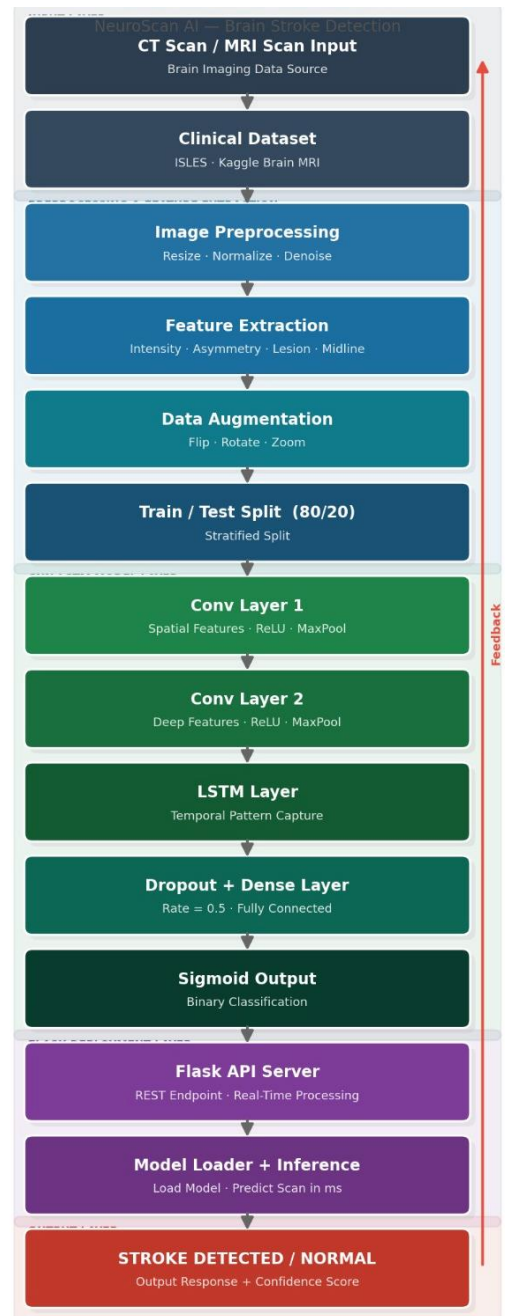 NeuroScan AI — Brain Stroke Detection
CT Scan / MRI Scan Input
Brain Imaging Data Source
Clinical Dataset
ISLES · Kaggle Brain MRI
Image Preprocessing
Resize · Normalize · Denoise
Feature Extraction
Intensity · Asymmetry · Lesion · Midline
Data Augmentation
Flip · Rotate · Zoom
Train / Test Split (80/20)
Stratified Split
Conv Layer 1
Spatial Features · ReLU · MaxPool
Feedback
Conv Layer 2
Deep Features · ReLU · MaxPool
LSTM Layer
Temporal Pattern Capture
Dropout + Dense Layer
Rate = 0.5 · Fully Connected
Sigmoid Output
Binary Classification
Flask API Server
REST Endpoint · Real-Time Processing
Model Loader + Inference
Load Model · Predict Scan in ms
STROKE DETECTED / NORMAL
Output Response + Confidence Score